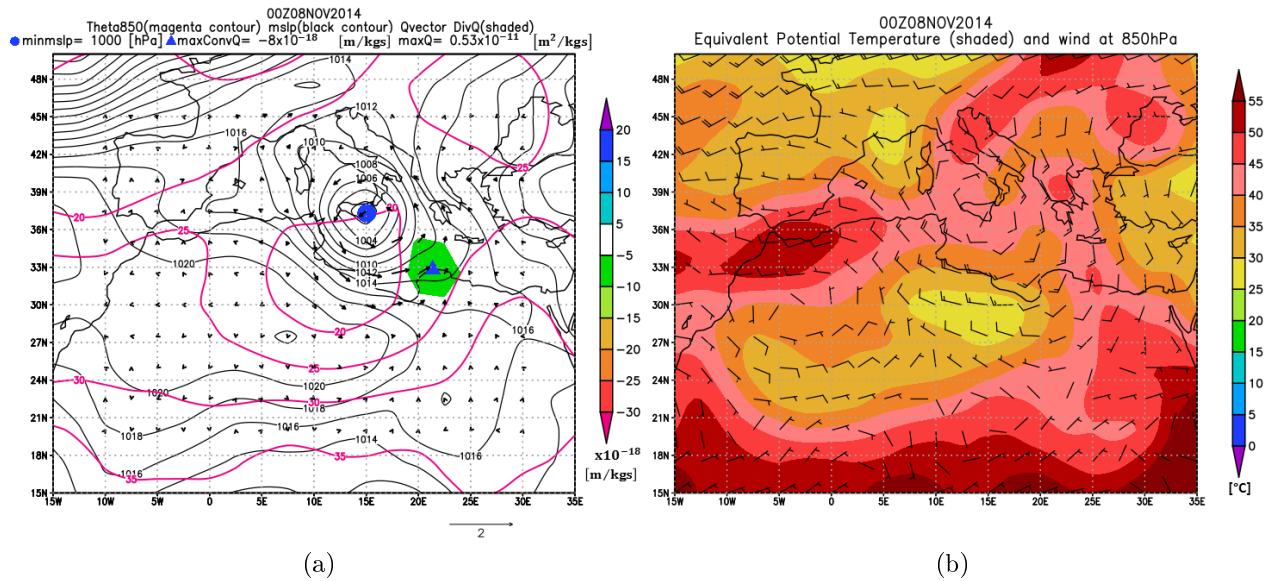 00Z08NOV2014
Theta850(magenta contour) mslp(black contour) Qvector DivQ(shaded)
minmslp= 1000 [hPa] maxConvQ= −8x10⁻¹⁸ [m/kgs] maxQ= 0.53x10⁻¹¹ [m²/kgs]
48N
45N
42N
39N
36N
33N
30N
27N
24N
21N
18N
15N
15W 10W 5W 0 5E 10E 15E 20E 25E 30E 35E
1014
1012
1016
1010
1008
1006
25
20
20
25
1004
1020
1010
1012
1014
20
1016
25
30
1020
1020
30
1018
1016
1018
1014
35
1016
1016
35
20
15
10
5
−5
−10
−15
−20
−25
−30
x10⁻¹⁸
[m/kgs]
2
(a)
00Z08NOV2014
Equivalent Potential Temperature (shaded) and wind at 850hPa
48N
45N
42N
39N
36N
33N
30N
27N
24N
21N
18N
15N
15W 10W 5W 0 5E 10E 15E 20E 25E 30E 35E
55
50
45
40
35
30
25
20
15
10
5
0
[°C]
(b)